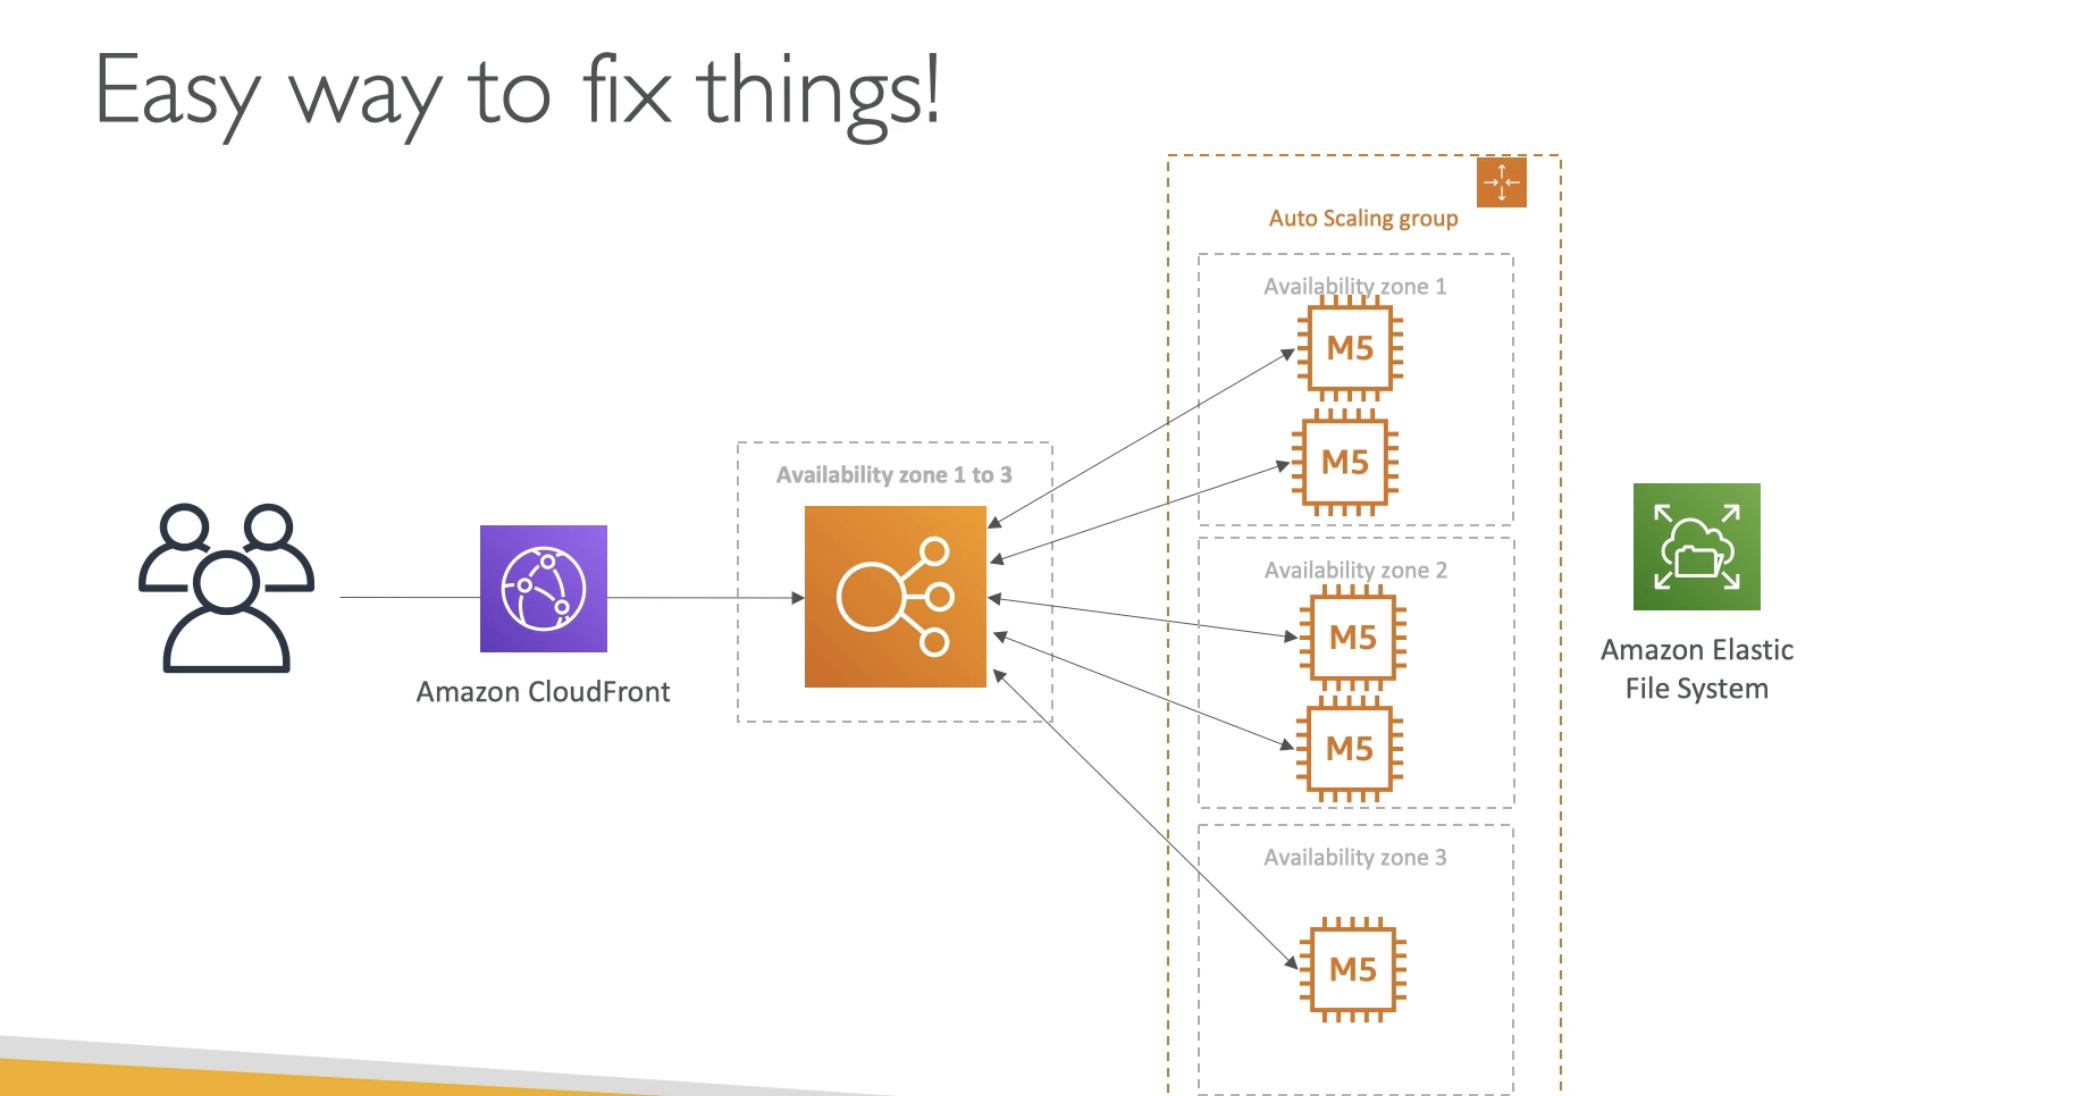 Easy way to fix things!
Auto Scaling group
Availability zone 1
M5
M5
Availability zone 1 to 3
Availability zone 2
M5
M5
Availability zone 3
M5
Amazon CloudFront
Amazon Elastic
File System